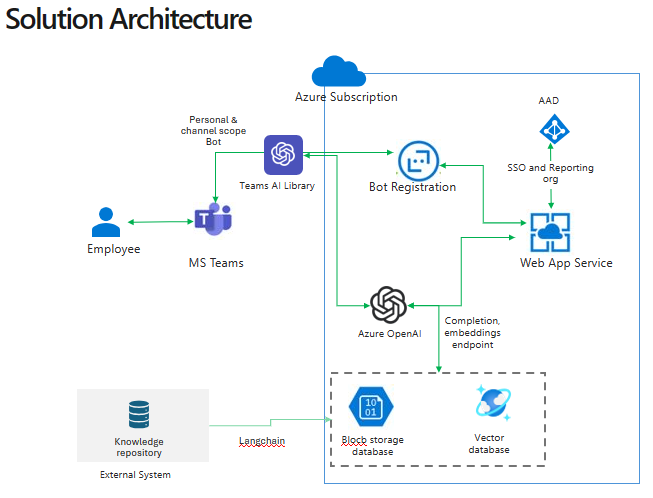 Solution Architecture
Azure Subscription
AAD
Personal &
channel scope
Bot
SSO and Reporting
org
Teams AI Library
Bot Registration
Employee
MS Teams
Web App Service
Azure OpenAI
Completion,
embeddings
endpoint
10
01
Knowledge
repository
Langchain
Blocb storage
database
Vector
database
External System